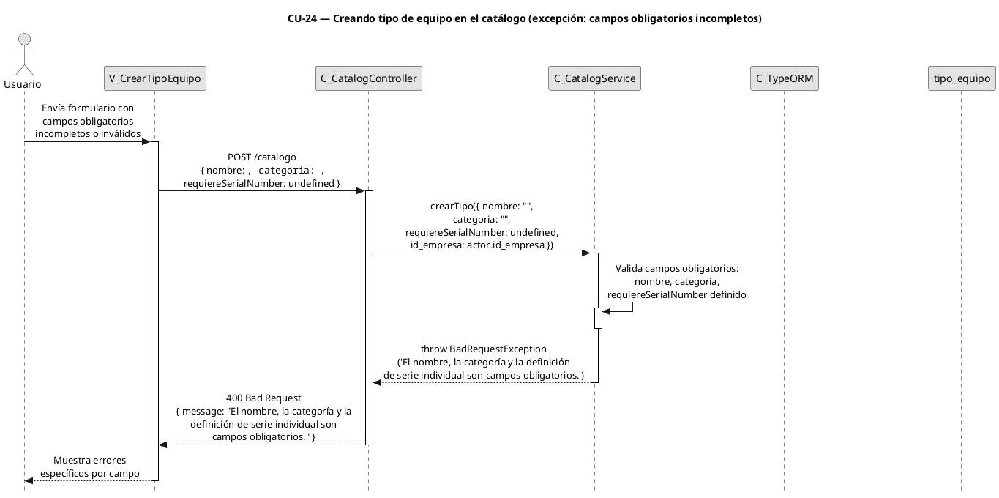 CU-24 — Creando tipo de equipo en el catálogo (excepción: campos obligatorios incompletos)
Usuario
V_CrearTipoEquipo
C_CatalogController
C_CatalogService
C_TypeORM
tipo_equipo
Envía formulario con
campos obligatorios
incompletos o inválidos
POST /catalogo
{ nombre: , categoria: ,
requiereSerialNumber: undefined }
crearTipo({ nombre: "",
categoria: "",
requiereSerialNumber: undefined,
id_empresa: actor.id_empresa })
Valida campos obligatorios:
nombre, categoria,
requiereSerialNumber definido
throw BadRequestException
('El nombre, la categoría y la definición
de serie individual son campos obligatorios.')
400 Bad Request
{ message: "El nombre, la categoría y la
definición de serie individual son
campos obligatorios." }
Muestra errores
específicos por campo